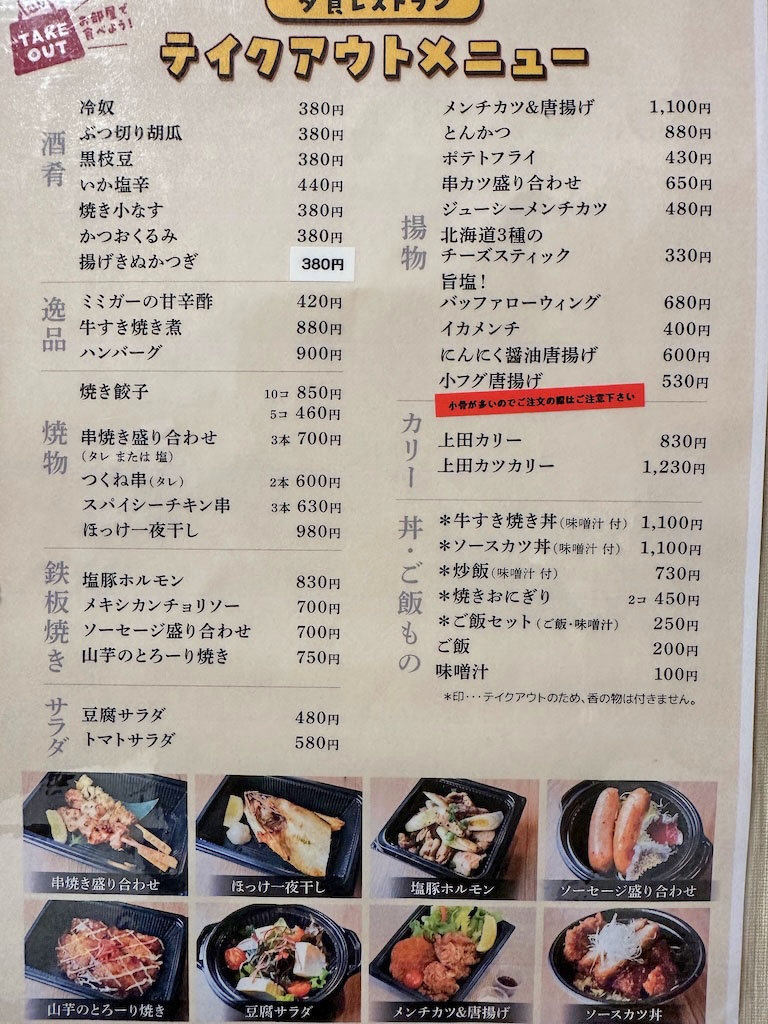 TAKE OUT
お部屋で
食べよう!
夕食レストラン
テイクアウトメニュー
酒肴
冷奴 380円
ぶつ切り胡瓜 380円
黒枝豆 380円
いか塩辛 440円
焼き小なす 380円
かつおくるみ 380円
揚げきぬかつぎ 380円
逸品
ミミガーの甘辛酢 420円
牛すき焼き煮 880円
ハンバーグ 900円
焼物
焼き餃子 10コ 850円
5コ 460円
串焼き盛り合わせ 3本 700円
(タレ または 塩)
つくね串(タレ) 2本 600円
スパイシーチキン串 3本 630円
ほっけ一夜干し 980円
鉄板焼き
塩豚ホルモン 830円
メキシカンチョリソー 700円
ソーセージ盛り合わせ 700円
山芋のとろーり焼き 750円
サラダ
豆腐サラダ 480円
トマトサラダ 580円
揚物
メンチカツ&唐揚げ 1,100円
とんかつ 880円
ポテトフライ 430円
串カツ盛り合わせ 650円
ジューシーメンチカツ 480円
北海道3種の
チーズスティック 330円
旨塩!
バッファローウィング 680円
イカメンチ 400円
にんにく醤油唐揚げ 600円
小フグ唐揚げ 530円
小骨が多いのでご注文の際はご注意下さい
カリー
上田カリー 830円
上田カツカリー 1,230円
丼・ご飯もの
＊牛すき焼き丼(味噌汁 付) 1,100円
＊ソースカツ丼(味噌汁 付) 1,100円
＊炒飯(味噌汁 付) 730円
＊焼きおにぎり 2コ 450円
＊ご飯セット(ご飯・味噌汁) 250円
ご飯 200円
味噌汁 100円
＊印･･･テイクアウトのため、香の物は付きません。
串焼き盛り合わせ
ほっけ一夜干し
塩豚ホルモン
ソーセージ盛り合わせ
山芋のとろーり焼き
豆腐サラダ
メンチカツ&唐揚げ
ソースカツ丼